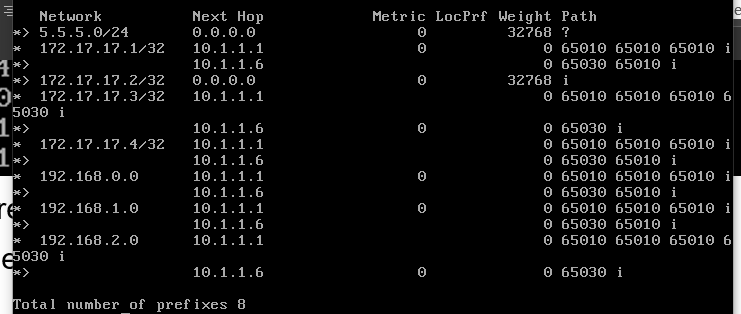 Network          Next Hop            Metric LocPrf Weight Path
*> 5.5.5.0/24       0.0.0.0                  0         32768 ?
*  172.17.17.1/32   10.1.1.1                 0             0 65010 65010 65010 i
*>                  10.1.1.6                               0 65030 65010 i
*> 172.17.17.2/32   0.0.0.0                  0         32768 i
*  172.17.17.3/32   10.1.1.1                               0 65010 65010 65010 6
5030 i
*>                  10.1.1.6                 0             0 65030 i
*  172.17.17.4/32   10.1.1.1                               0 65010 65010 65010 i
*>                  10.1.1.6                               0 65030 65010 i
*  192.168.0.0      10.1.1.1                 0             0 65010 65010 65010 i
*>                  10.1.1.6                               0 65030 65010 i
*  192.168.1.0      10.1.1.1                 0             0 65010 65010 65010 i
*>                  10.1.1.6                               0 65030 65010 i
*  192.168.2.0      10.1.1.1                               0 65010 65010 65010 6
5030 i
*>                  10.1.1.6                 0             0 65030 i
Total number of prefixes 8